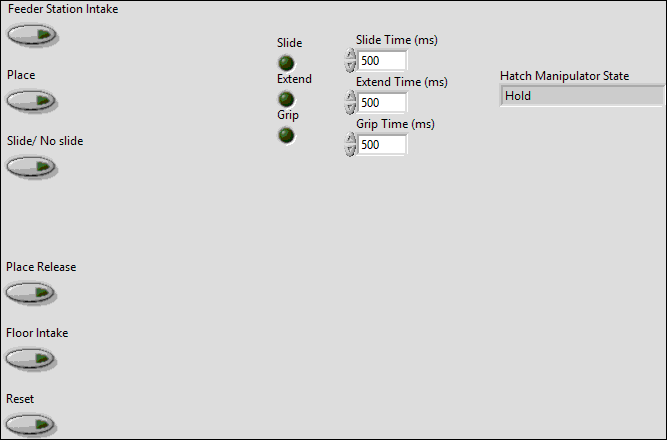 Feeder Station Intake
Place
Slide/ No slide
Place Release
Floor Intake
Reset
Slide
Extend
Grip
Slide Time (ms)
500
Extend Time (ms)
500
Grip Time (ms)
500
Hatch Manipulator State
Hold